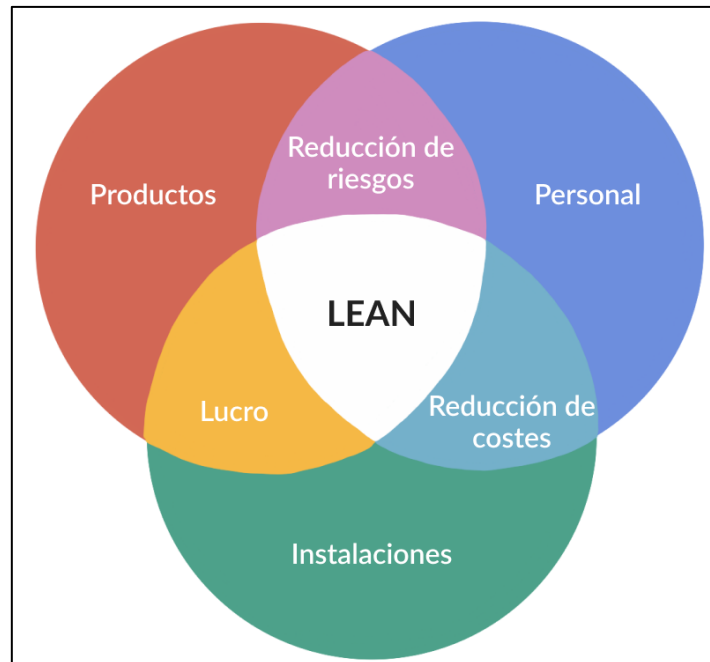 Reducción de
riesgos
Productos
Personal
LEAN
Lucro
Reducción de
costes
Instalaciones